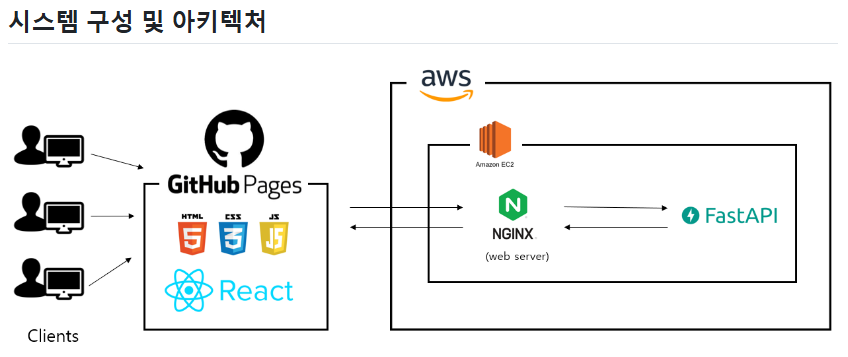 시스템 구성 및 아키텍처
aws
Amazon EC2
GitHub Pages
HTML CSS JS
5 3 JS
N
NGINX
(web server)
FastAPI
React
Clients